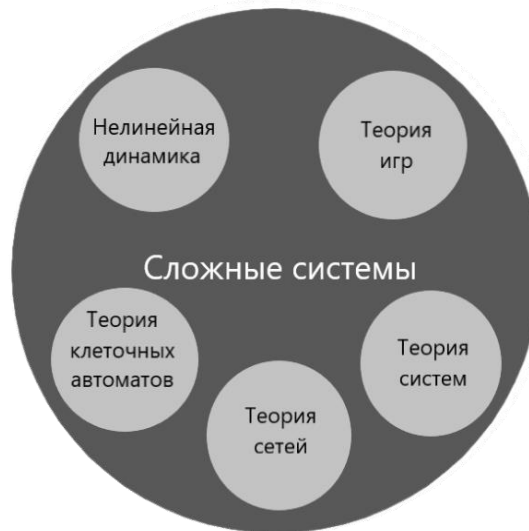 Нелинейная
динамика
Теория
игр
Сложные системы
Теория
клеточных
автоматов
Теория
сетей
Теория
систем